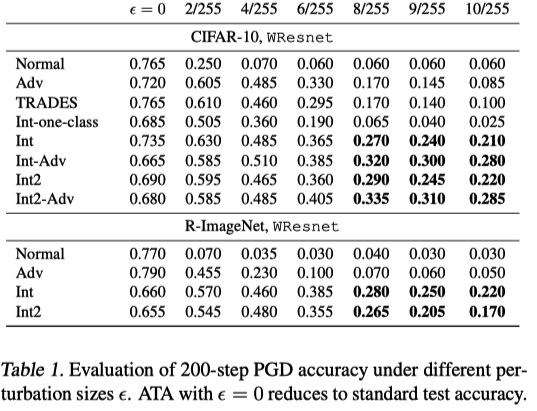 ϵ = 0 2/255 4/255 6/255 8/255 9/255 10/255
CIFAR-10, WResnet
Normal 0.765 0.250 0.070 0.060 0.060 0.060 0.060
Adv 0.720 0.605 0.485 0.330 0.170 0.145 0.085
TRADES 0.765 0.610 0.460 0.295 0.170 0.140 0.100
Int-one-class 0.685 0.505 0.360 0.190 0.065 0.040 0.025
Int 0.735 0.630 0.485 0.365 0.270 0.240 0.210
Int-Adv 0.665 0.585 0.510 0.385 0.320 0.300 0.280
Int2 0.690 0.595 0.465 0.360 0.290 0.245 0.220
Int2-Adv 0.680 0.585 0.485 0.405 0.335 0.310 0.285
R-ImageNet, WResnet
Normal 0.770 0.070 0.035 0.030 0.040 0.030 0.030
Adv 0.790 0.455 0.230 0.100 0.070 0.060 0.050
Int 0.660 0.570 0.460 0.385 0.280 0.250 0.220
Int2 0.655 0.545 0.480 0.355 0.265 0.205 0.170
Table 1. Evaluation of 200-step PGD accuracy under different per-
turbation sizes ϵ. ATA with ϵ = 0 reduces to standard test accuracy.